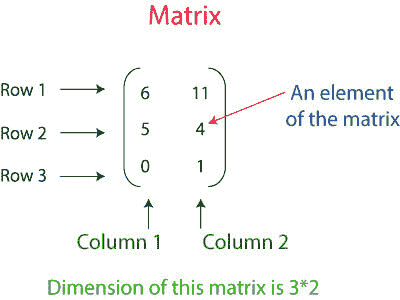 Matrix
Row 1 6 11
An element
of the matrix
Row 2 5 4
Row 3 0 1
Column 1 Column 2
Dimension of this matrix is 3*2